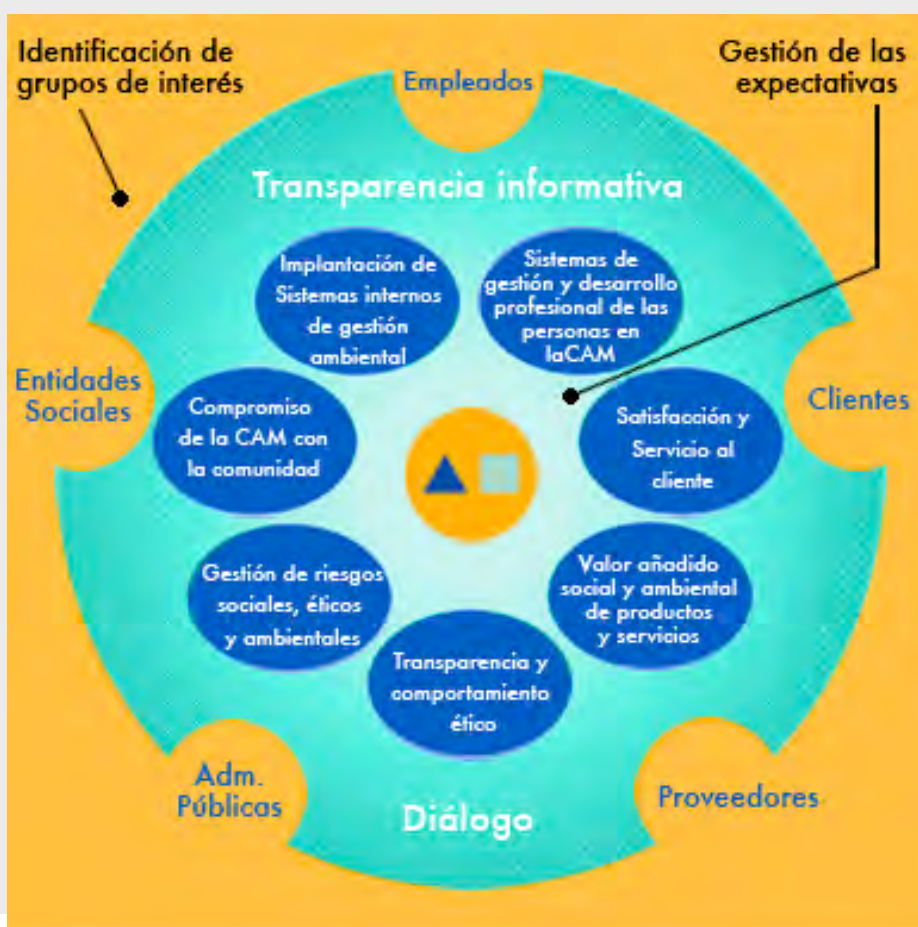 Identificación de
grupos de interés
Gestión de las
expectativas
Empleados
Transparencia informativa
Implantación de
Sistemas internos
de gestión
ambiental
Sistemas de
gestión y desarrollo
profesional de las
personas en
laCAM
Entidades
Sociales
Compromiso
de la CAM con
la comunidad
Satisfacción y
Servicio al
cliente
Clientes
Gestión de riesgos
sociales, éticos
y ambientales
Valor añadido
social y ambiental
de productos
y servicios
Transparencia y
comportamiento
ético
Adm.
Públicas
Diálogo
Proveedores